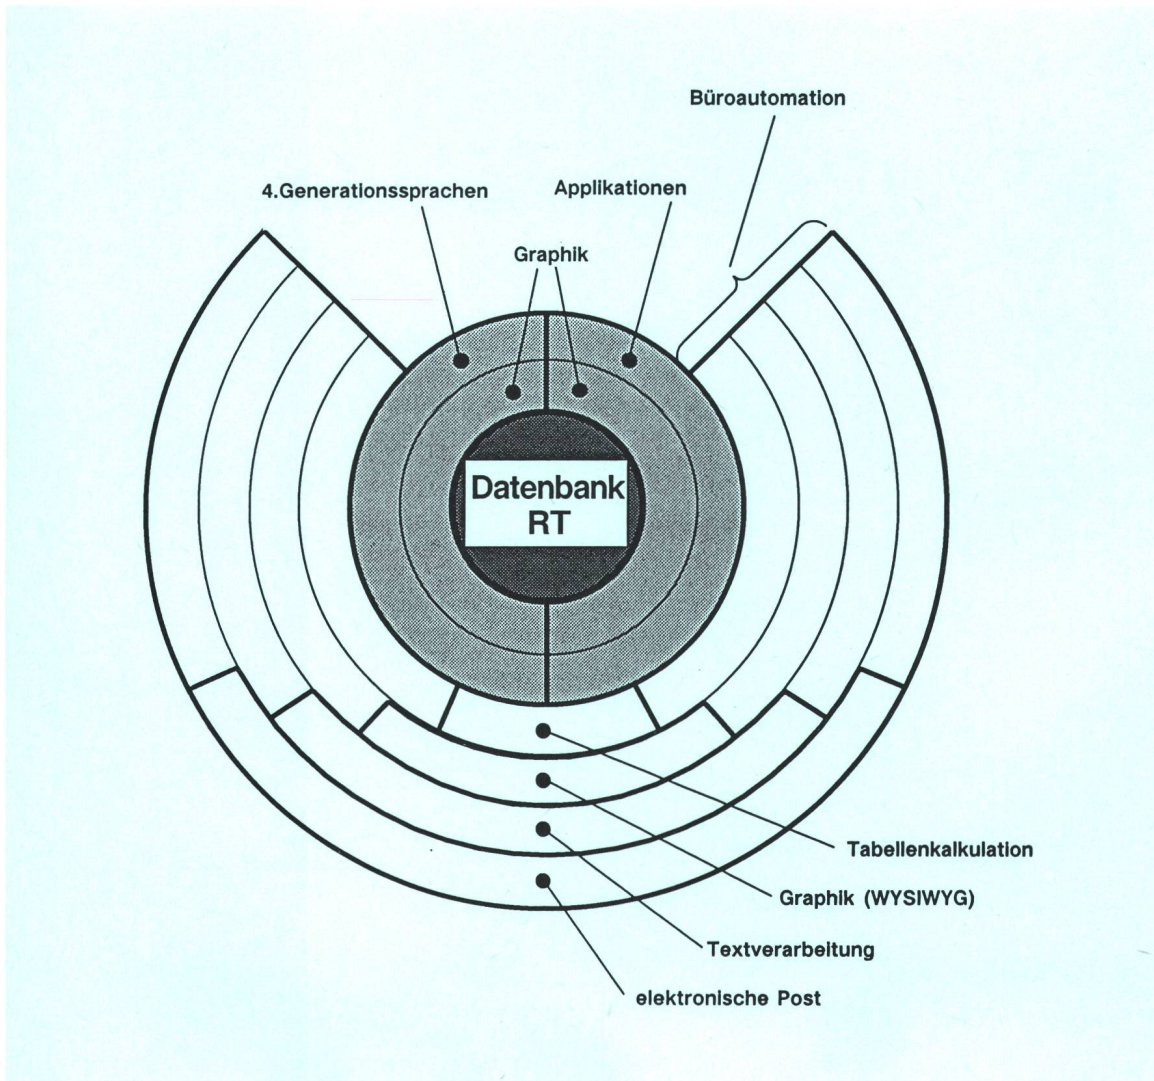 Büroautomation
4.Generationssprachen
Applikationen
Graphik
Datenbank
RT
Tabellenkalkulation
Graphik (WYSIWYG)
Textverarbeitung
elektronische Post